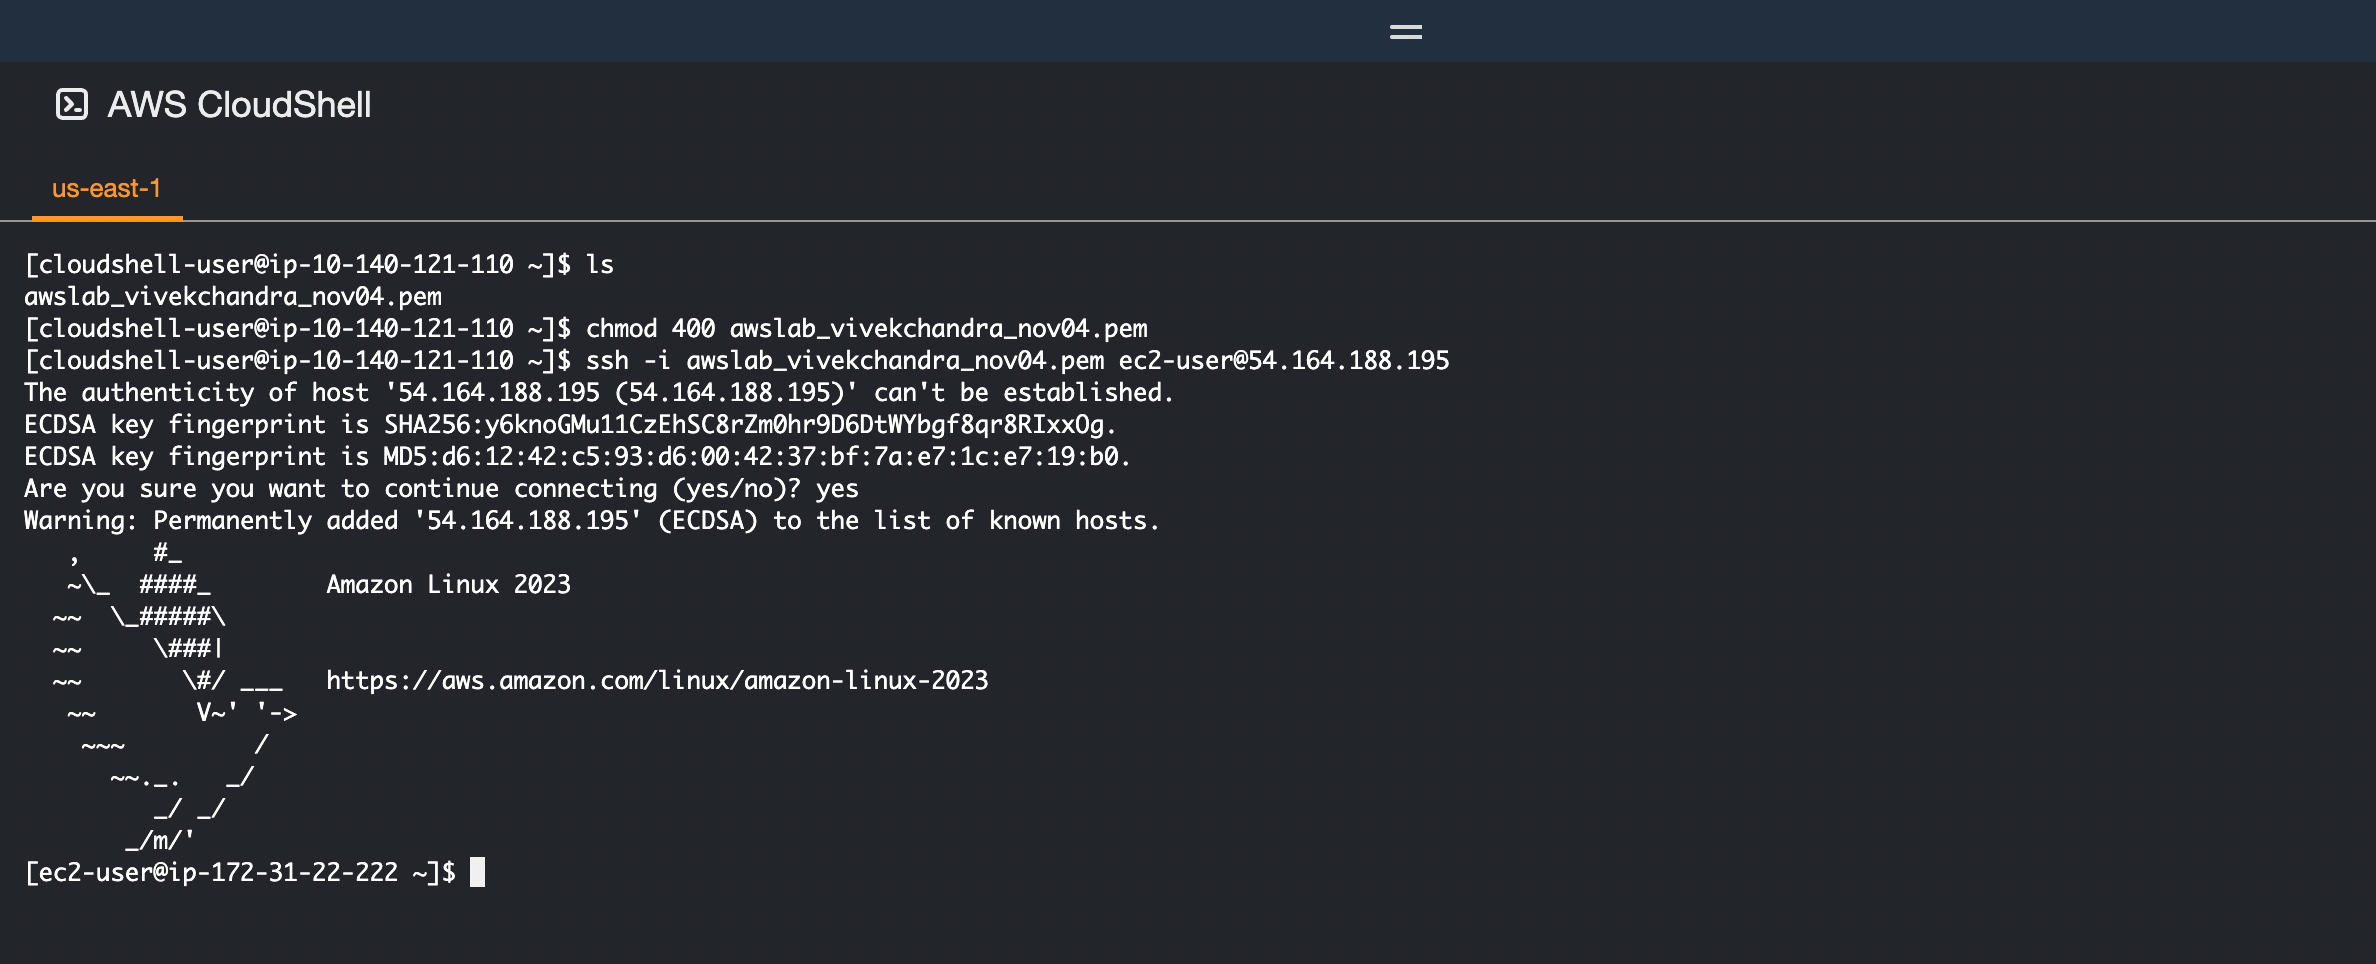 AWS CloudShell
us-east-1
[cloudshell-user@ip-10-140-121-110 ~]$ ls
awslab_vivekchandra_nov04.pem
[cloudshell-user@ip-10-140-121-110 ~]$ chmod 400 awslab_vivekchandra_nov04.pem
[cloudshell-user@ip-10-140-121-110 ~]$ ssh -i awslab_vivekchandra_nov04.pem ec2-user@54.164.188.195
The authenticity of host '54.164.188.195 (54.164.188.195)' can't be established.
ECDSA key fingerprint is SHA256:y6knoGMu11CzEhSC8rZm0hr9D6DtWYbgf8qr8RIxxOg.
ECDSA key fingerprint is MD5:d6:12:42:c5:93:d6:00:42:37:bf:7a:e7:1c:e7:19:b0.
Are you sure you want to continue connecting (yes/no)? yes
Warning: Permanently added '54.164.188.195' (ECDSA) to the list of known hosts.
   ,     #_
   ~\_  ####_        Amazon Linux 2023
  ~~  \_#####\
  ~~     \###|
  ~~       \#/ ___   https://aws.amazon.com/linux/amazon-linux-2023
   ~~       V~' '->
    ~~~         /
      ~~._.   _/
         _/ _/
       _/m/'
[ec2-user@ip-172-31-22-222 ~]$